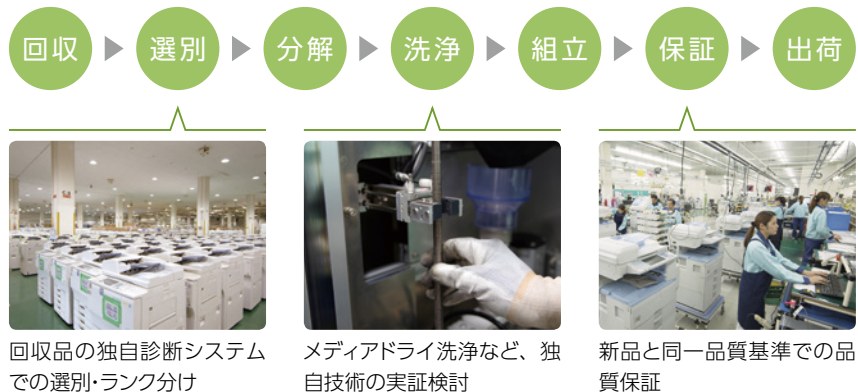 回収 選別 分解 洗浄 組立 保証 出荷
回収品の独自診断システム
での選別・ランク分け
メディアドライ洗浄など、独
自技術の実証検討
新品と同一品質基準での品
質保証